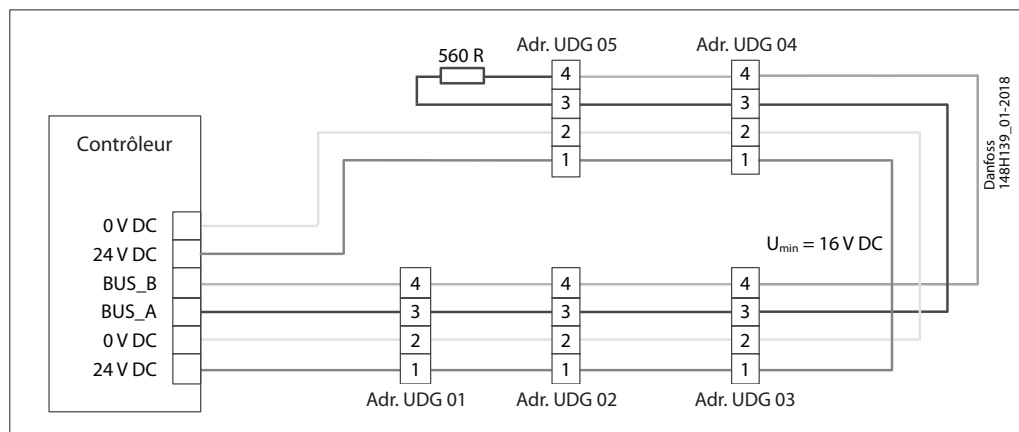 Adr. UDG 05
Adr. UDG 04
560 R
4
4
3
3
2
2
1
1
Danfoss
148H139_01-2018
Contrôleur
0 V DC
24 V DC
BUS_B
BUS_A
0 V DC
24 V DC
Umin = 16 V DC
4
4
4
3
3
3
2
2
2
1
1
1
Adr. UDG 01
Adr. UDG 02
Adr. UDG 03